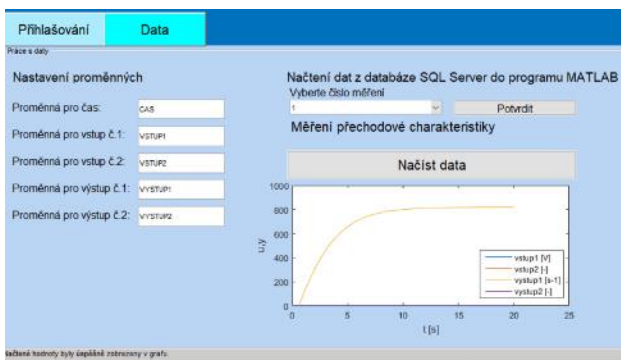 Přihlašování
Data
Práce s daty
Nastavení proměnných
Proměnná pro čas:
CAS
Proměnná pro vstup č.1:
VSTUP1
Proměnná pro vstup č.2:
VSTUP2
Proměnná pro výstup č.1:
VYSTUP1
Proměnná pro výstup č.2:
VYSTUP2
Načtení dat z databáze SQL Server do programu MATLAB
Vyberte číslo měření
1
Potvrdit
Měření přechodové charakteristiky
Načíst data
1000
800
600
400
200
0
u,y
0 5 10 15 20 25
t [s]
vstup1 [V]
vstup2 [-]
vystup1 [s-1]
vystup2 [-]
Načtené hodnoty byly úspěšně zobrazeny v grafu.